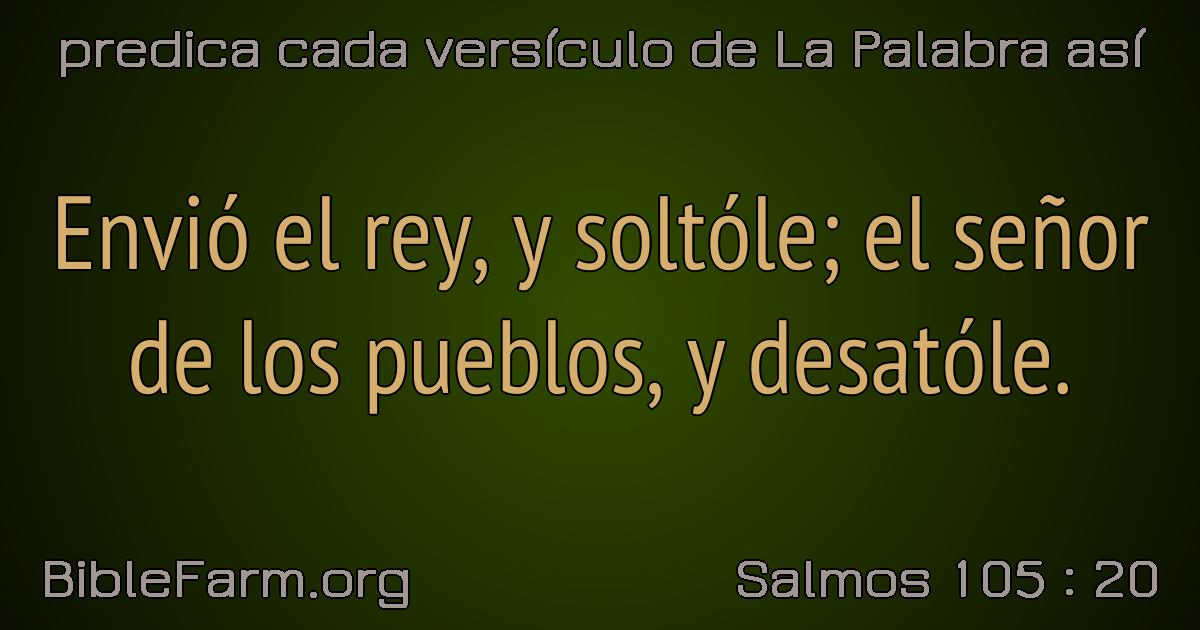 predica cada versículo de La Palabra así
Envió el rey, y soltóle; el señor
de los pueblos, y desatóle.
BibleFarm.org
Salmos 105 : 20